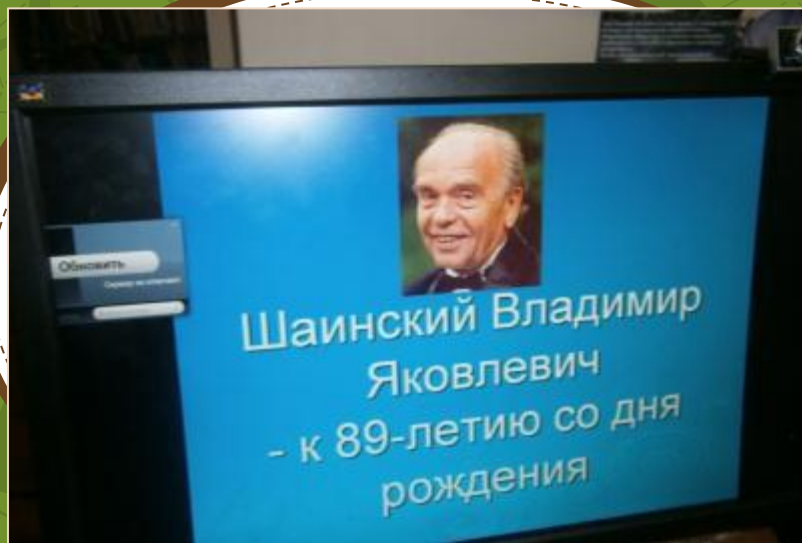 Обновить
Шаинский Владимир
Яковлевич
- к 89-летию со дня
рождения